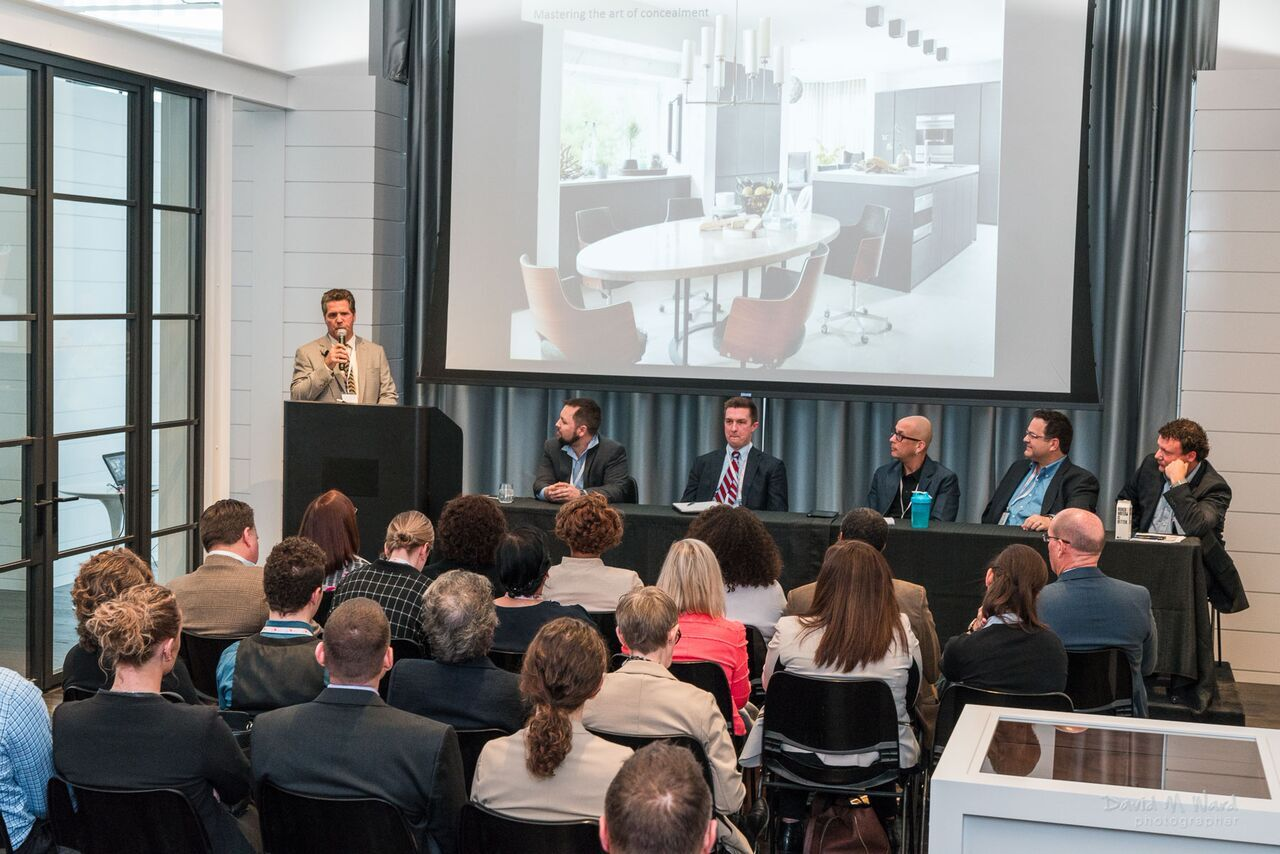 Mastering the art of concealment
David M Ward
photographer